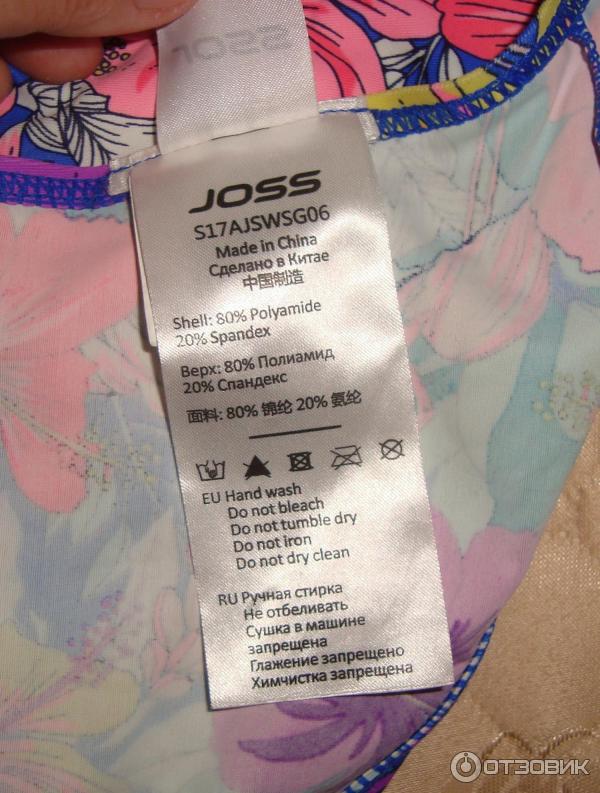 JOSS
JOSS
S17AJSWSG06
Made in China
Сделано в Китае
中国制造
Shell: 80% Polyamide
20% Spandex
Верх: 80% Полиамид
20% Спандекс
面料: 80% 锦纶 20% 氨纶
EU Hand wash
Do not bleach
Do not tumble dry
Do not iron
Do not dry clean
RU Ручная стирка
Не отбеливать
Сушка в машине
запрещена
Глажение запрещено
Химчистка запрещена
ОТЗОВИК